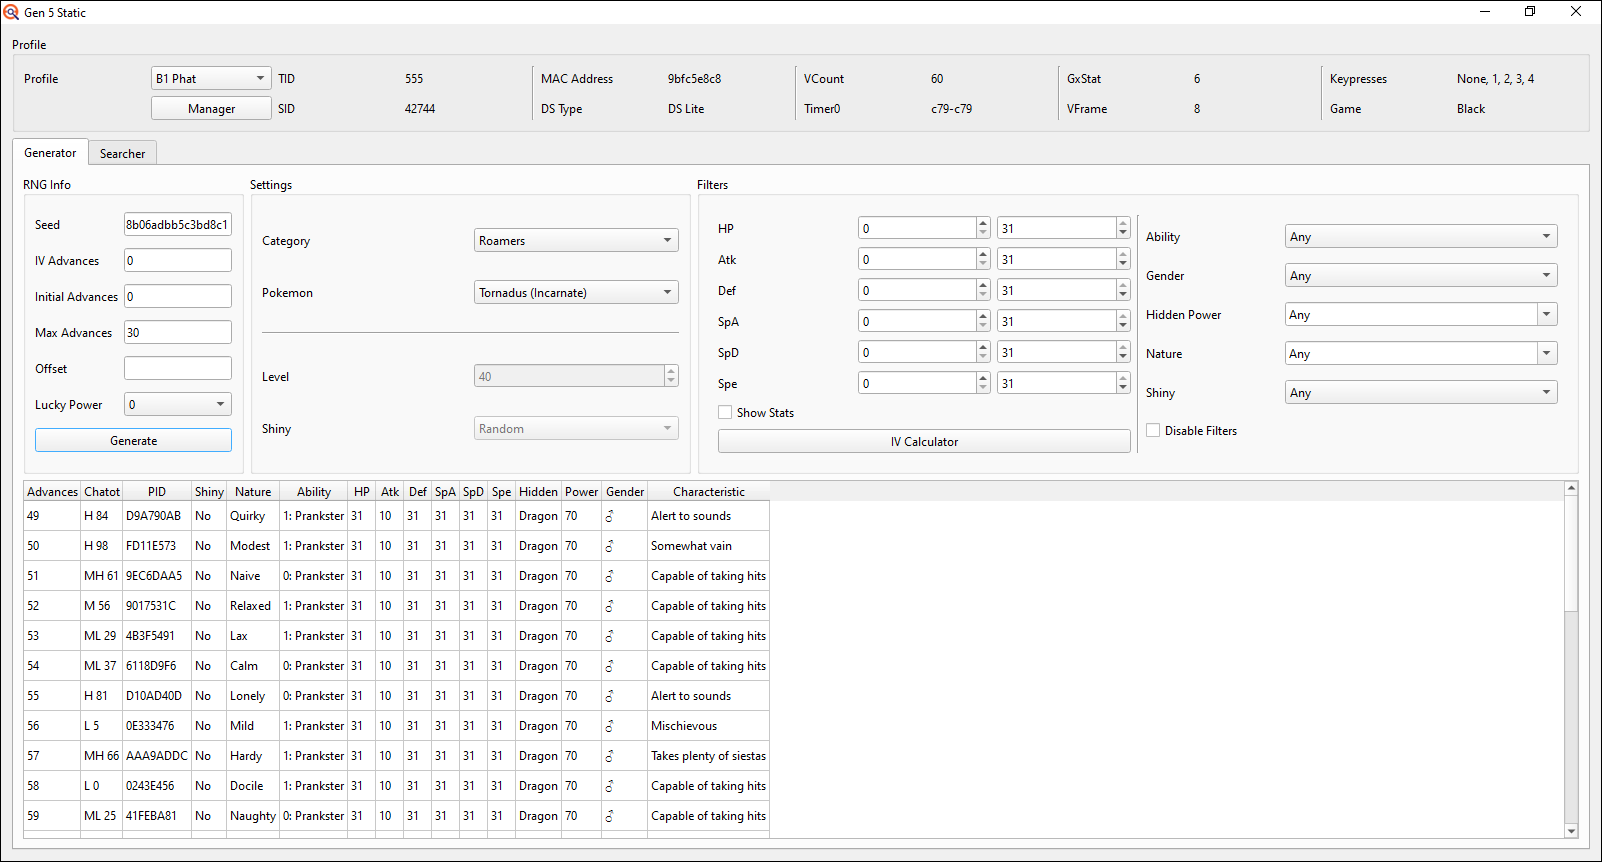 Gen 5 Static
Profile
Profile B1 Phat TID 555 MAC Address 9bfc5e8c8 VCount 60 GxStat 6 Keypresses None, 1, 2, 3, 4
Manager SID 42744 DS Type DS Lite Timer0 c79-c79 VFrame 8 Game Black
Generator Searcher
RNG Info
Seed 8b06adbb5c3bd8c1
IV Advances 0
Initial Advances 0
Max Advances 30
Offset
Lucky Power 0
Generate
Settings
Category Roamers
Pokemon Tornadus (Incarnate)
Level 40
Shiny Random
Filters
HP 0 31
Atk 0 31
Def 0 31
SpA 0 31
SpD 0 31
Spe 0 31
Show Stats
IV Calculator
Ability Any
Gender Any
Hidden Power Any
Nature Any
Shiny Any
Disable Filters
Advances Chatot PID Shiny Nature Ability HP Atk Def SpA SpD Spe Hidden Power Gender Characteristic
49 H 84 D9A790AB No Quirky 1: Prankster 31 10 31 31 31 31 Dragon 70 ♂ Alert to sounds
50 H 98 FD11E573 No Modest 1: Prankster 31 10 31 31 31 31 Dragon 70 ♂ Somewhat vain
51 MH 61 9EC6DAA5 No Naive 0: Prankster 31 10 31 31 31 31 Dragon 70 ♂ Capable of taking hits
52 M 56 9017531C No Relaxed 1: Prankster 31 10 31 31 31 31 Dragon 70 ♂ Capable of taking hits
53 ML 29 4B3F5491 No Lax 1: Prankster 31 10 31 31 31 31 Dragon 70 ♂ Capable of taking hits
54 ML 37 6118D9F6 No Calm 0: Prankster 31 10 31 31 31 31 Dragon 70 ♂ Capable of taking hits
55 H 81 D10AD40D No Lonely 0: Prankster 31 10 31 31 31 31 Dragon 70 ♂ Alert to sounds
56 L 5 0E333476 No Mild 1: Prankster 31 10 31 31 31 31 Dragon 70 ♂ Mischievous
57 MH 66 AAA9ADDC No Hardy 1: Prankster 31 10 31 31 31 31 Dragon 70 ♂ Takes plenty of siestas
58 L 0 0243E456 No Docile 1: Prankster 31 10 31 31 31 31 Dragon 70 ♂ Capable of taking hits
59 ML 25 41FEBA81 No Naughty 0: Prankster 31 10 31 31 31 31 Dragon 70 ♂ Capable of taking hits